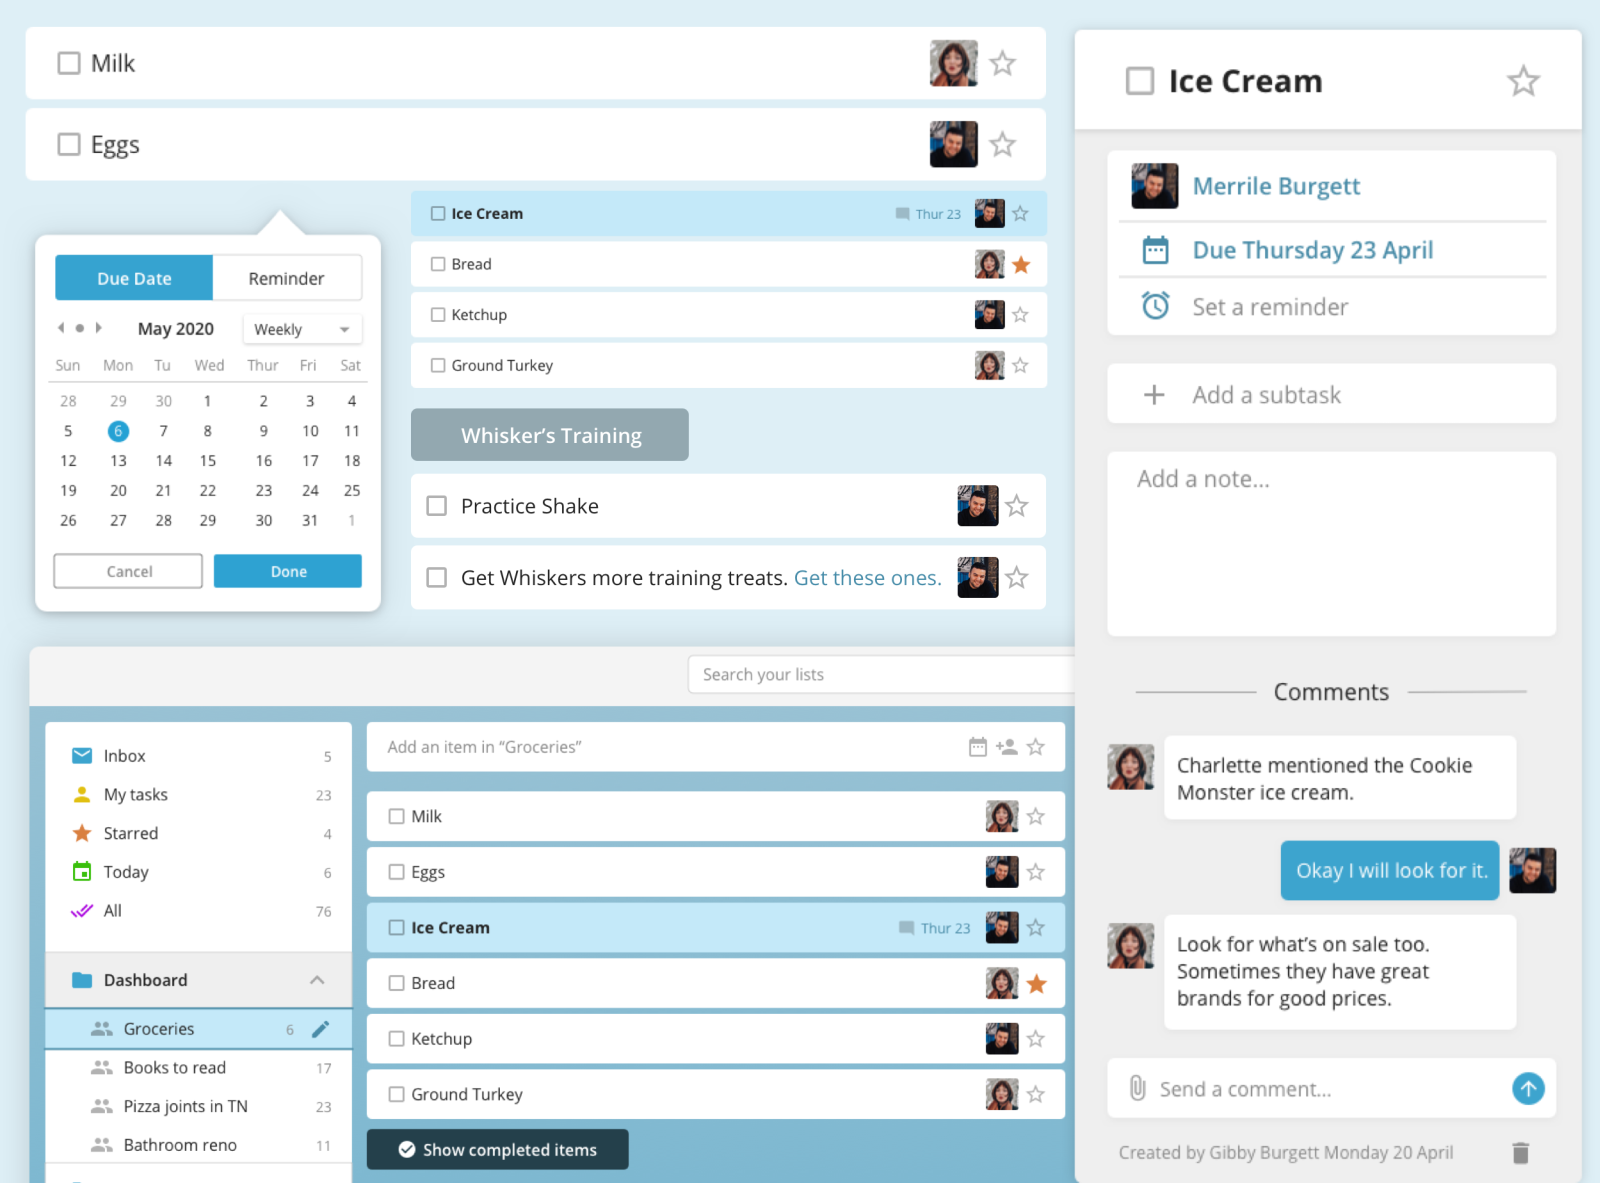 Milk
Eggs
Ice Cream Thur 23
Bread
Ketchup
Ground Turkey
Due Date Reminder
May 2020 Weekly
Sun Mon Tu Wed Thur Fri Sat
28 29 30 1 2 3 4
5 6 7 8 9 10 11
12 13 14 15 16 17 18
19 20 21 22 23 24 25
26 27 28 29 30 31 1
Cancel Done
Whisker’s Training
Practice Shake
Get Whiskers more training treats. Get these ones.
Search your lists
Inbox 5
My tasks 23
Starred 4
Today 6
All 76
Dashboard
Groceries 6
Books to read 17
Pizza joints in TN 23
Bathroom reno 11
Add an item in “Groceries”
Milk
Eggs
Ice Cream Thur 23
Bread
Ketchup
Ground Turkey
Show completed items
Ice Cream
Merrile Burgett
Due Thursday 23 April
Set a reminder
Add a subtask
Add a note...
Comments
Charlette mentioned the Cookie
Monster ice cream.
Okay I will look for it.
Look for what’s on sale too.
Sometimes they have great
brands for good prices.
Send a comment...
Created by Gibby Burgett Monday 20 April